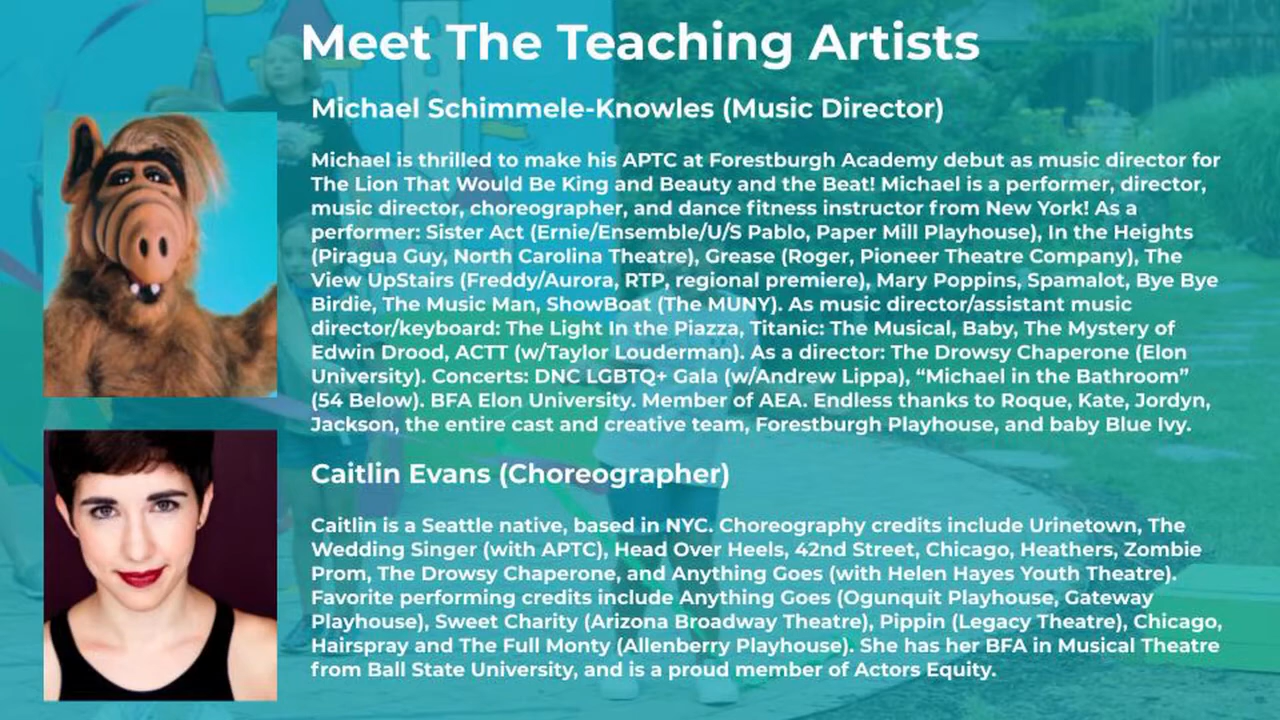 Meet The Teaching Artists
Michael Schimmele-Knowles (Music Director)
Michael is thrilled to make his APTC at Forestburgh Academy debut as music director for
The Lion That Would Be King and Beauty and the Beat! Michael is a performer, director,
music director, choreographer, and dance fitness instructor from New York! As a
performer: Sister Act (Ernie/Ensemble/U/S Pablo, Paper Mill Playhouse), In the Heights
(Piragua Guy, North Carolina Theatre), Grease (Roger, Pioneer Theatre Company), The
View UpStairs (Freddy/Aurora, RTP, regional premiere), Mary Poppins, Spamalot, Bye Bye
Birdie, The Music Man, ShowBoat (The MUNY). As music director/assistant music
director/keyboard: The Light In the Piazza, Titanic: The Musical, Baby, The Mystery of
Edwin Drood, ACTT (w/Taylor Louderman). As a director: The Drowsy Chaperone (Elon
University). Concerts: DNC LGBTQ+ Gala (w/Andrew Lippa), “Michael in the Bathroom”
(54 Below). BFA Elon University. Member of AEA. Endless thanks to Roque, Kate, Jordyn,
Jackson, the entire cast and creative team, Forestburgh Playhouse, and baby Blue Ivy.
Caitlin Evans (Choreographer)
Caitlin is a Seattle native, based in NYC. Choreography credits include Urinetown, The
Wedding Singer (with APTC), Head Over Heels, 42nd Street, Chicago, Heathers, Zombie
Prom, The Drowsy Chaperone, and Anything Goes (with Helen Hayes Youth Theatre).
Favorite performing credits include Anything Goes (Ogunquit Playhouse, Gateway
Playhouse), Sweet Charity (Arizona Broadway Theatre), Pippin (Legacy Theatre), Chicago,
Hairspray and The Full Monty (Allenberry Playhouse). She has her BFA in Musical Theatre
from Ball State University, and is a proud member of Actors Equity.